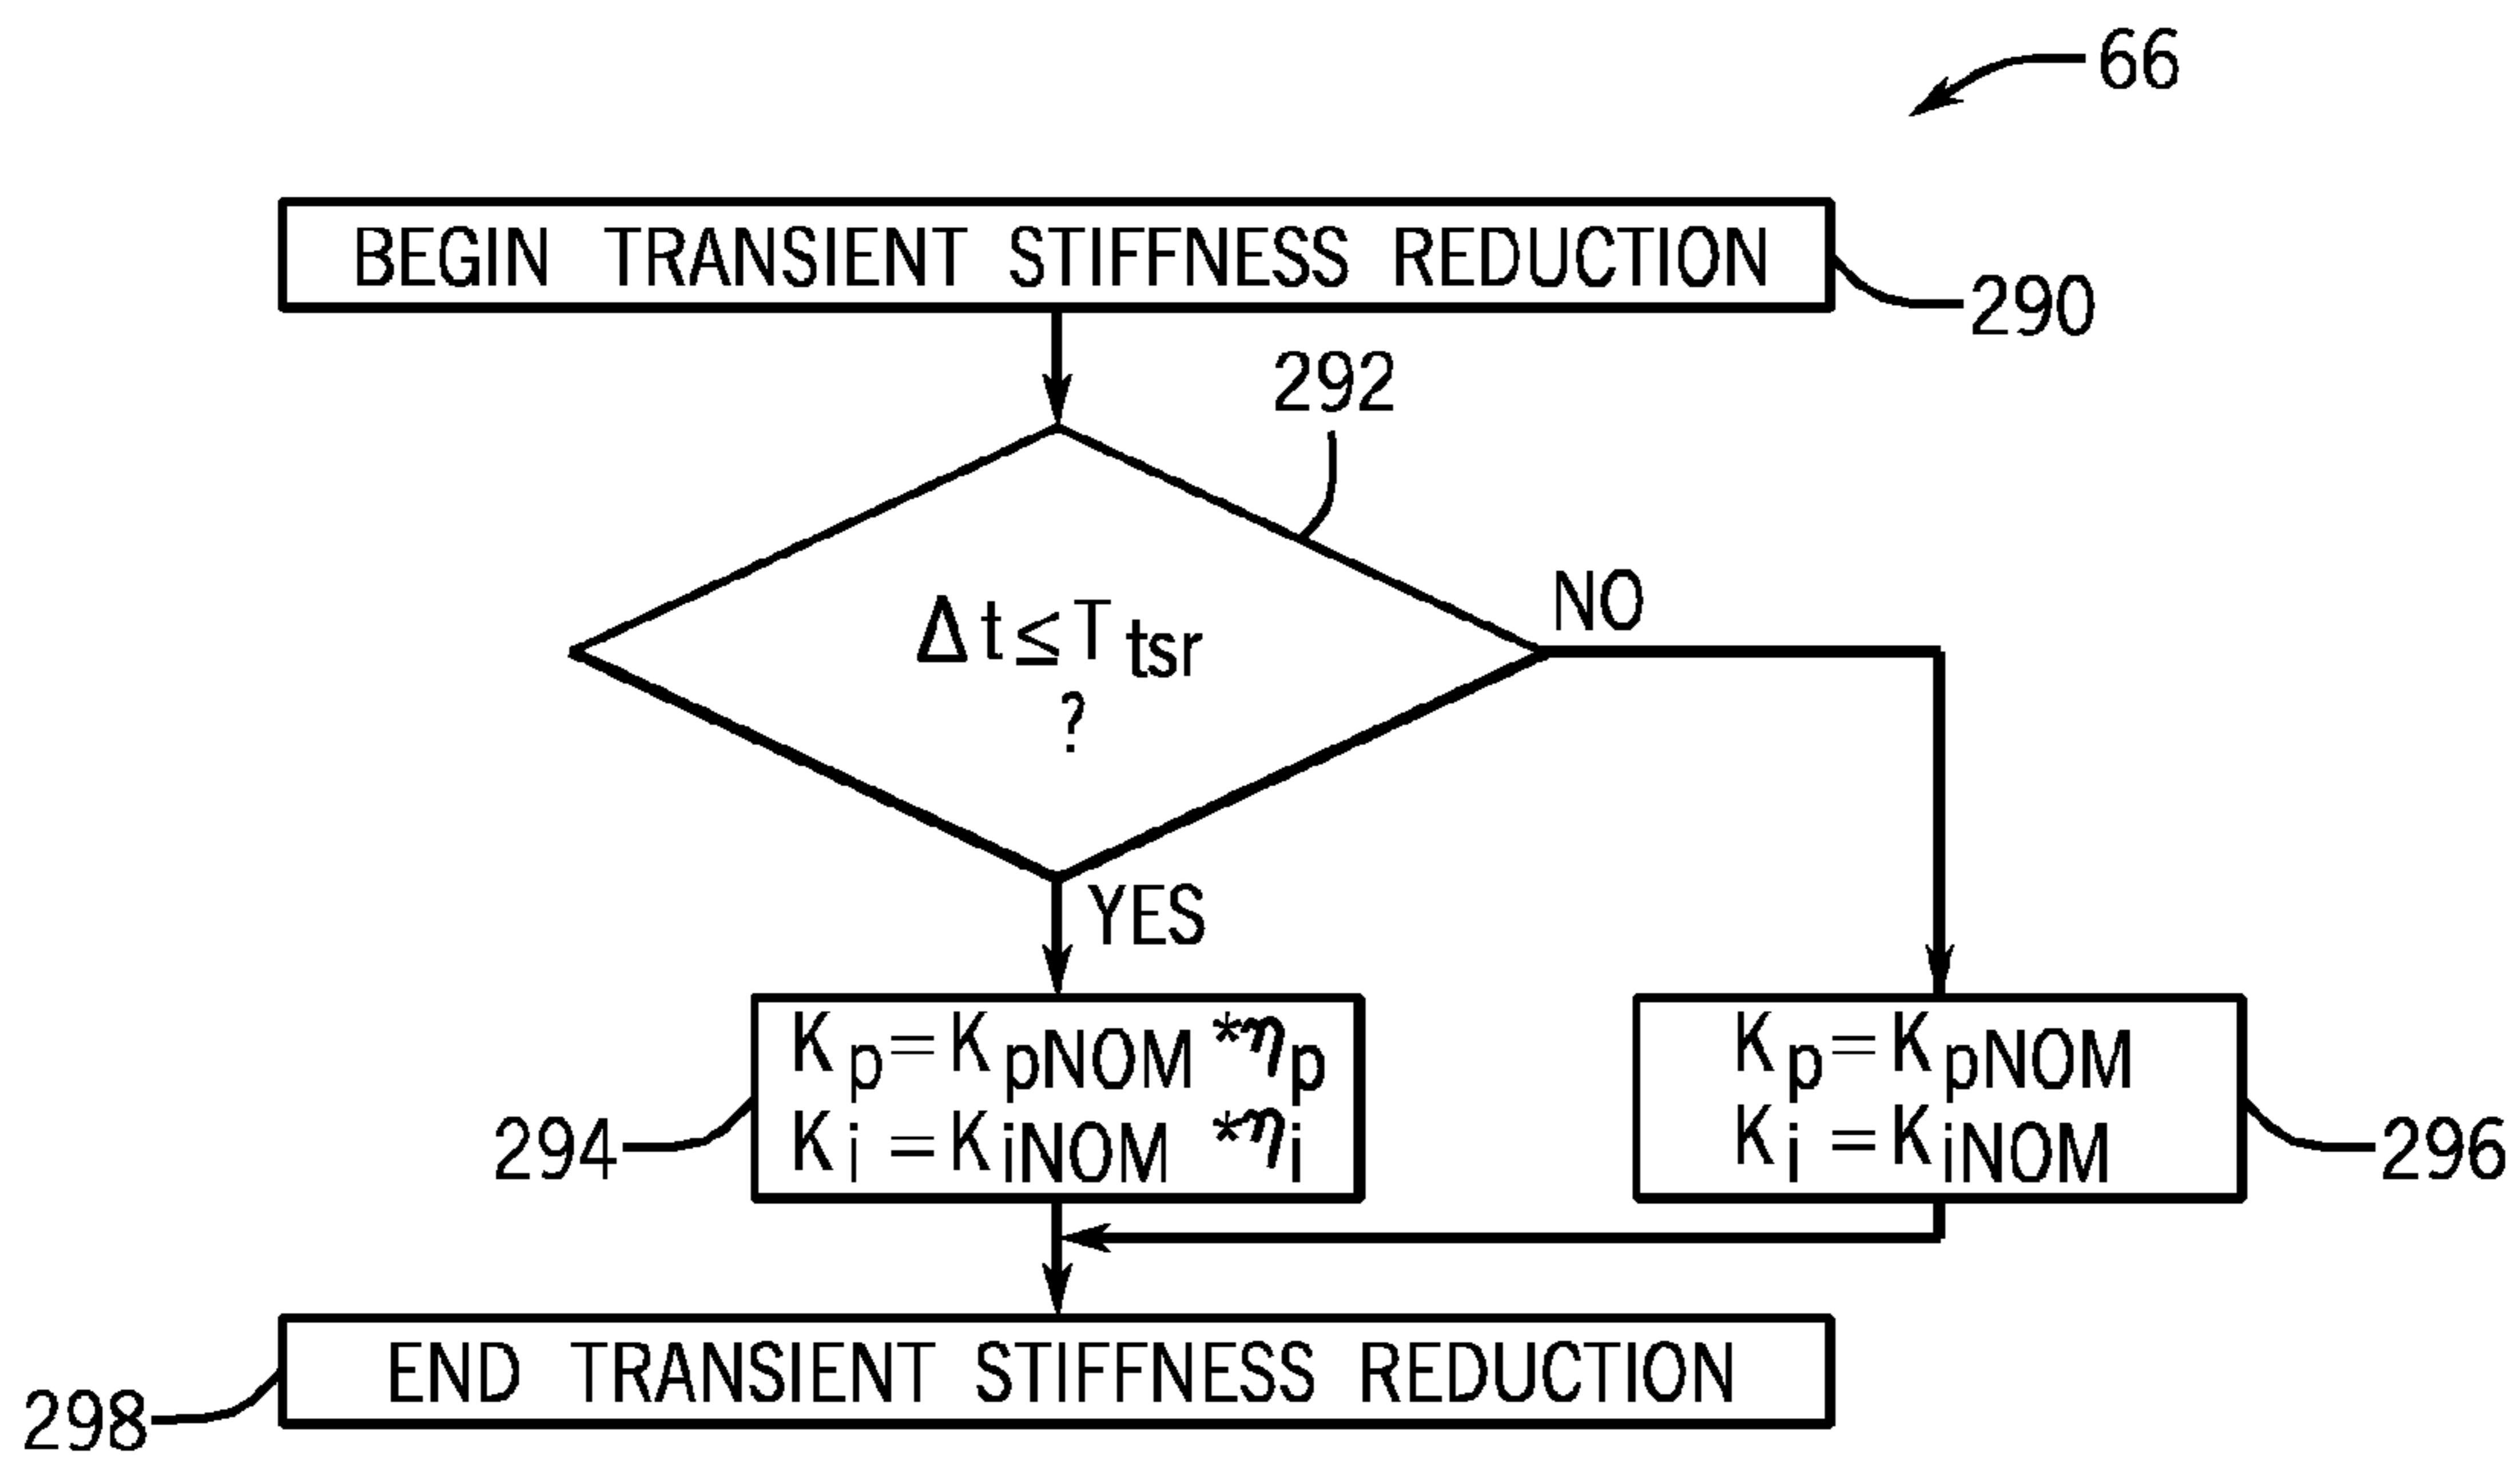 66
BEGIN TRANSIENT STIFFNESS REDUCTION
290
292
Δt≤T tsr
?
NO
YES
K p=K pNOM *η p
K i =K iNOM *η i
294
K p=K pNOM
K i =K iNOM
296
END TRANSIENT STIFFNESS REDUCTION
298